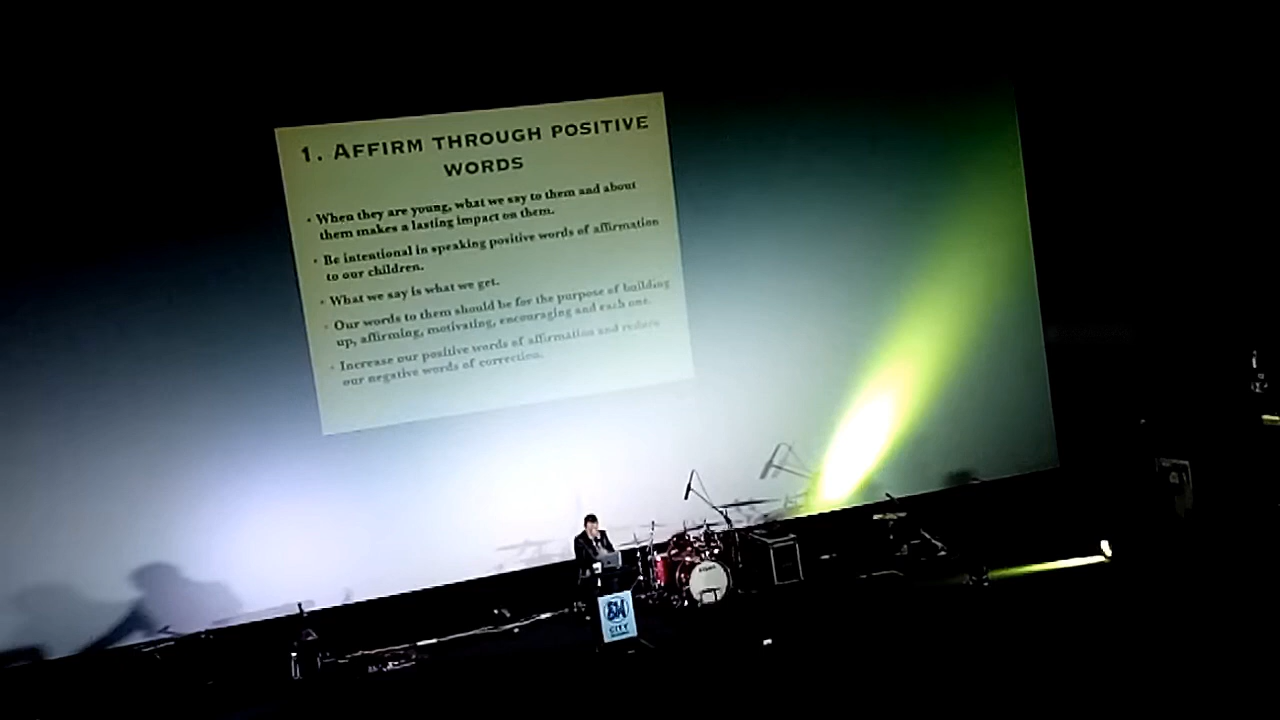 1. AFFIRM THROUGH POSITIVE
WORDS
• When they are young, what we say to them and about
them makes a lasting impact on them.
• Be intentional in speaking positive words of affirmation
to our children.
• What we say is what we get.
• Our words to them should be for the purpose of building
up, affirming, motivating, encouraging and each one.
• Increase our positive words of affirmation and reduce
our negative words of correction.
SM
CITY